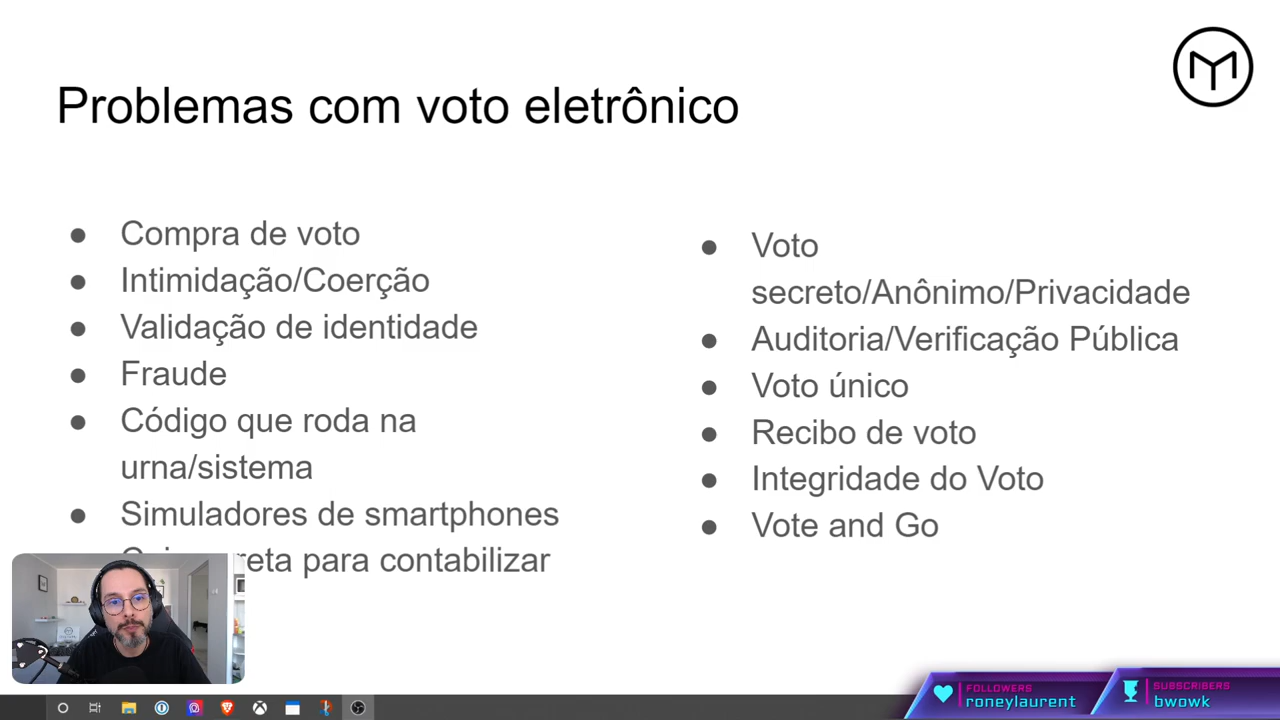 Problemas com voto eletrônico
Compra de voto
Intimidação/Coerção
Validação de identidade
Fraude
Código que roda na
urna/sistema
Simuladores de smartphones
para contabilizar
Voto
secreto/Anônimo/Privacidade
Auditoria/Verificação Pública
Voto único
Recibo de voto
Integridade do Voto
Vote and Go
FOLLOWERS
roneylaurent
SUBSCRIBERS
bwowk